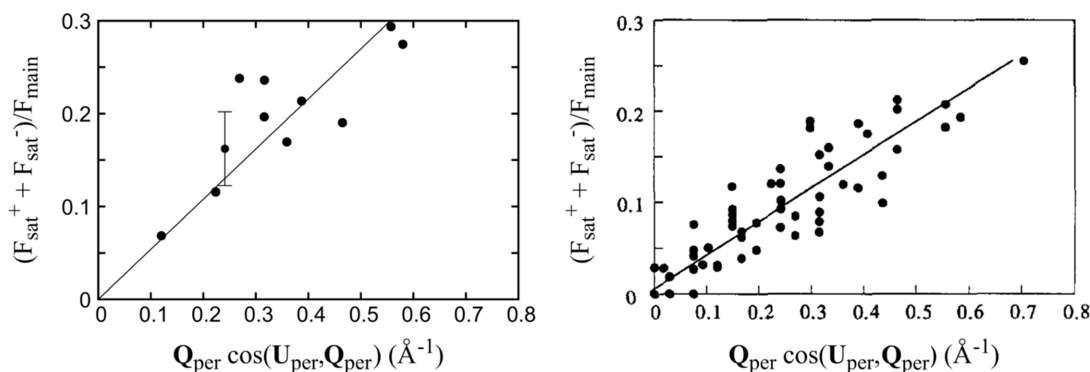 0.3
0.2
0.1
0
0 0.1 0.2 0.3 0.4 0.5 0.6 0.7 0.8
(F_sat^+ + F_sat^-)/F_main
Q_per cos(U_per,Q_per) (Å^-1)
0.3
0.2
0.1
0
0 0.1 0.2 0.3 0.4 0.5 0.6 0.7 0.8
(F_sat^+ + F_sat^-)/F_main
Q_per cos(U_per,Q_per) (Å^-1)